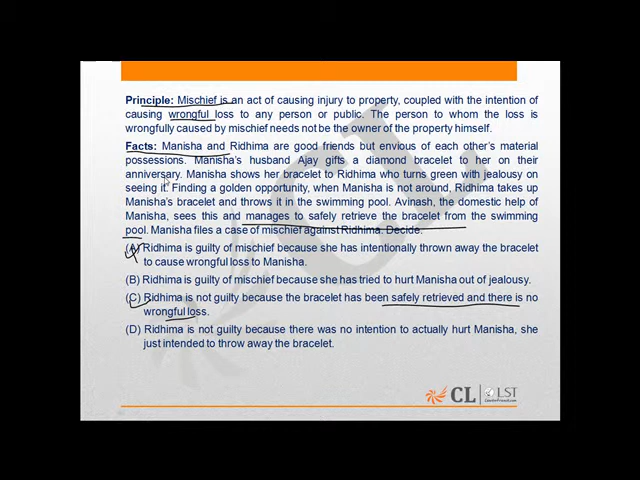 Principle: Mischief is an act of causing injury to property, coupled with the intention of
causing wrongful loss to any person or public. The person to whom the loss is
wrongfully caused by mischief needs not be the owner of the property himself.
Facts: Manisha and Ridhima are good friends but envious of each other's material
possessions. Manisha's husband Ajay gifts a diamond bracelet to her on their
anniversary. Manisha shows her bracelet to Ridhima who turns green with jealousy on
seeing it. Finding a golden opportunity, when Manisha is not around, Ridhima takes up
Manisha's bracelet and throws it in the swimming pool. Avinash, the domestic help of
Manisha, sees this and manages to safely retrieve the bracelet from the swimming
pool. Manisha files a case of mischief against Ridhima. Decide.
(A) Ridhima is guilty of mischief because she has intentionally thrown away the bracelet
to cause wrongful loss to Manisha.
(B) Ridhima is guilty of mischief because she has tried to hurt Manisha out of jealousy.
(C) Ridhima is not guilty because the bracelet has been safely retrieved and there is no
wrongful loss.
(D) Ridhima is not guilty because there was no intention to actually hurt Manisha, she
just intended to throw away the bracelet.
CL LST